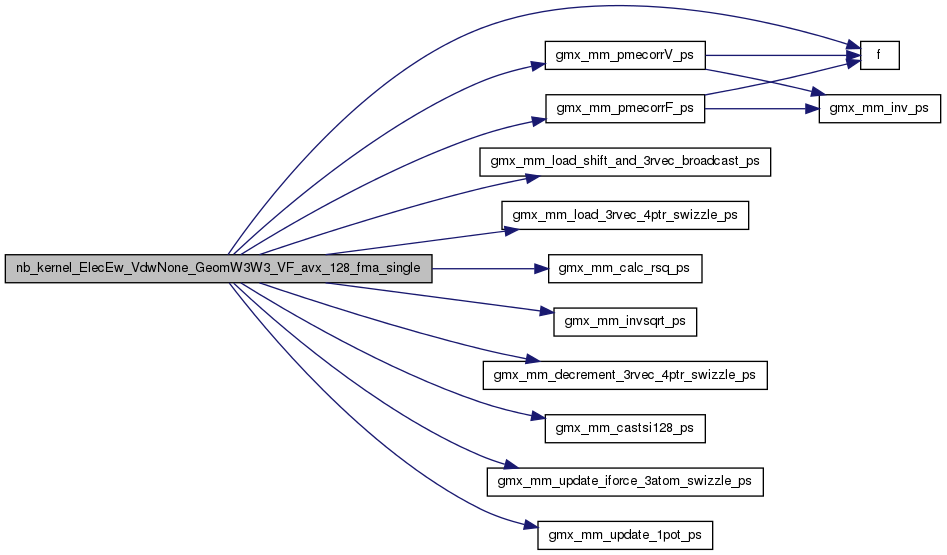 gmx_mm_pmecorrV_ps
f
gmx_mm_pmecorrF_ps
gmx_mm_inv_ps
gmx_mm_load_shift_and_3rvec_broadcast_ps
gmx_mm_load_3rvec_4ptr_swizzle_ps
nb_kernel_ElecEw_VdwNone_GeomW3W3_VF_avx_128_fma_single
gmx_mm_calc_rsq_ps
gmx_mm_invsqrt_ps
gmx_mm_decrement_3rvec_4ptr_swizzle_ps
gmx_mm_castsi128_ps
gmx_mm_update_iforce_3atom_swizzle_ps
gmx_mm_update_1pot_ps